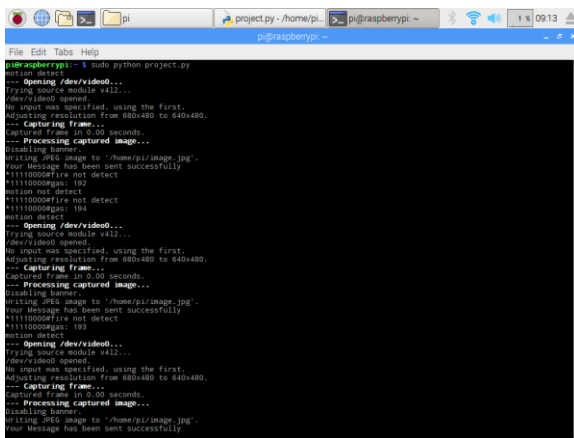 pi
project.py - /home/pi...
pi@raspberrypi: ~
1 %
09:13
pi@raspberrypi: ~
File Edit Tabs Help
pi@raspberrypi:~ $ sudo python project.py
motion detect
--- Opening /dev/video0...
Trying source module v4l2...
/dev/video0 opened.
No input was specified, using the first.
Adjusting resolution from 680x480 to 640x480.
--- Capturing frame...
Captured frame in 0.00 seconds.
--- Processing captured image...
Disabling banner.
Writing JPEG image to '/home/pi/image.jpg'.
Your Message has been sent successfully
*11110000#fire not detect
*11110000#gas: 192
motion not detect
*11110000#fire not detect
*11110000#gas: 194
motion detect
--- Opening /dev/video0...
Trying source module v4l2...
/dev/video0 opened.
No input was specified, using the first.
Adjusting resolution from 680x480 to 640x480.
--- Capturing frame...
Captured frame in 0.00 seconds.
--- Processing captured image...
Disabling banner.
Writing JPEG image to '/home/pi/image.jpg'.
Your Message has been sent successfully
*11110000#fire not detect
*11110000#gas: 193
motion detect
--- Opening /dev/video0...
Trying source module v4l2...
/dev/video0 opened.
No input was specified, using the first.
Adjusting resolution from 680x480 to 640x480.
--- Capturing frame...
Captured frame in 0.00 seconds.
--- Processing captured image...
Disabling banner.
Writing JPEG image to '/home/pi/image.jpg'.
Your Message has been sent successfully